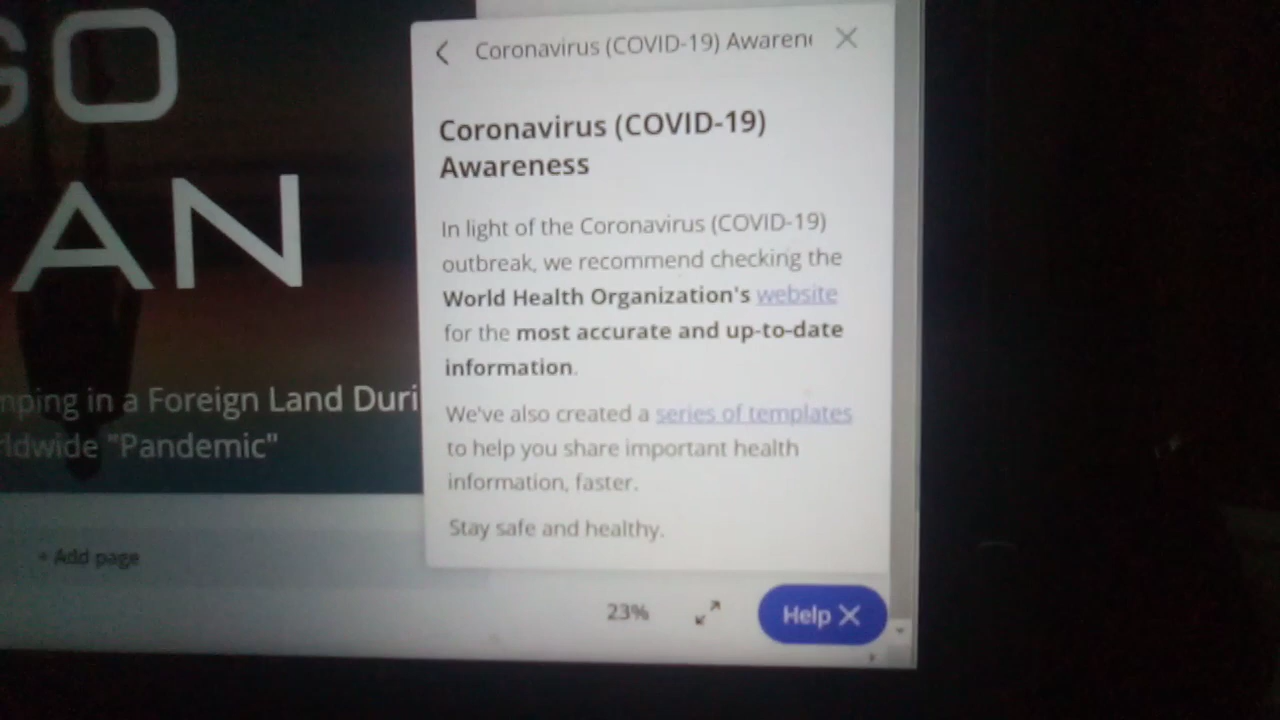 GO
AN
mping in a Foreign Land Duri
rldwide "Pandemic"
+ Add page
Coronavirus (COVID-19) Awaren
Coronavirus (COVID-19)
Awareness
In light of the Coronavirus (COVID-19)
outbreak, we recommend checking the
World Health Organization's website
for the most accurate and up-to-date
information.
We've also created a series of templates
to help you share important health
information, faster.
Stay safe and healthy.
23%
Help